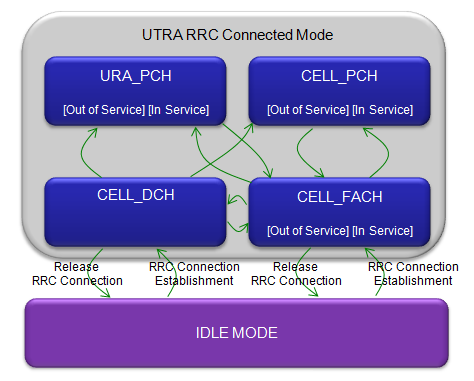 UTRA RRC Connected Mode
URA_PCH
[Out of Service] [In Service]
CELL_PCH
[Out of Service] [In Service]
CELL_DCH
CELL_FACH
[Out of Service] [In Service]
Release
RRC Connection
RRC Connection
Establishment
Release
RRC Connection
RRC Connection
Establishment
IDLE MODE